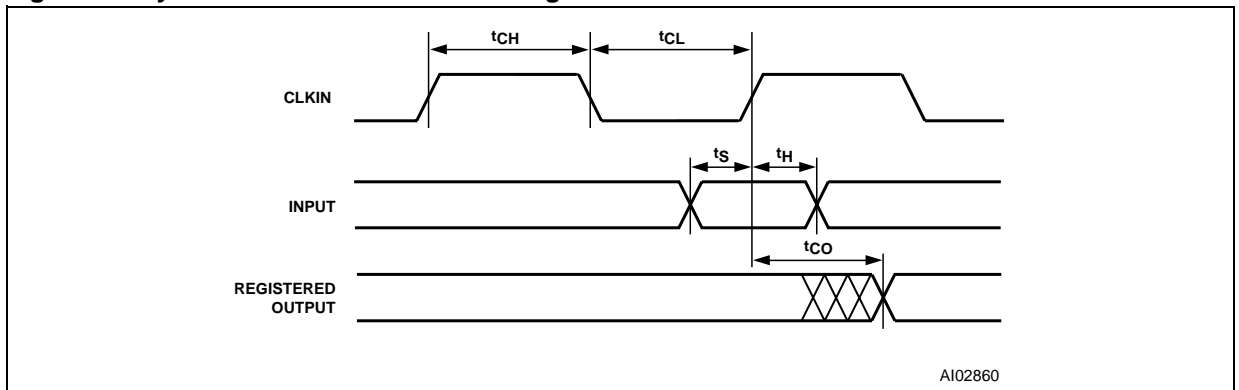 tCH
tCL
CLKIN
tS
tH
INPUT
tCO
REGISTERED
OUTPUT
AI02860